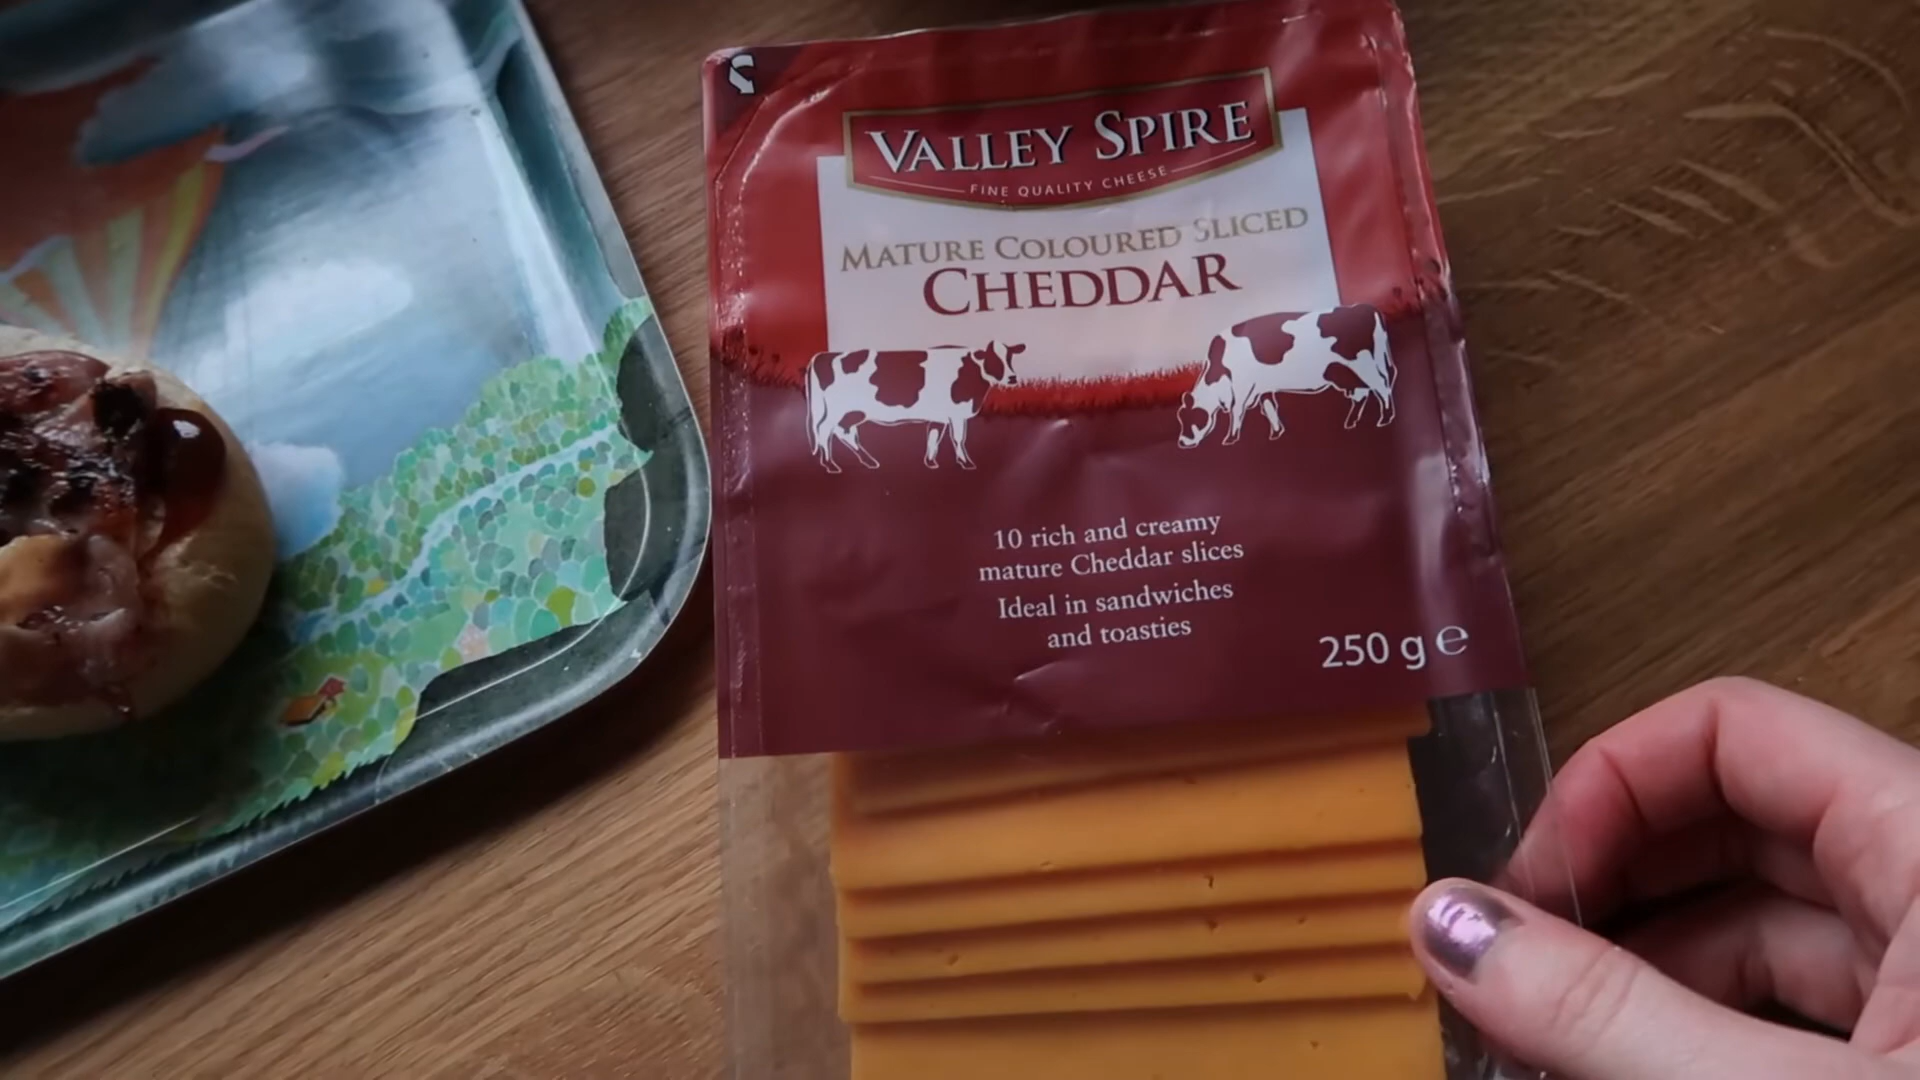 VALLEY SPIRE
FINE QUALITY CHEESE
MATURE COLOURED SLICED
CHEDDAR
10 rich and creamy
mature Cheddar slices
Ideal in sandwiches
and toasties
250 g ℮